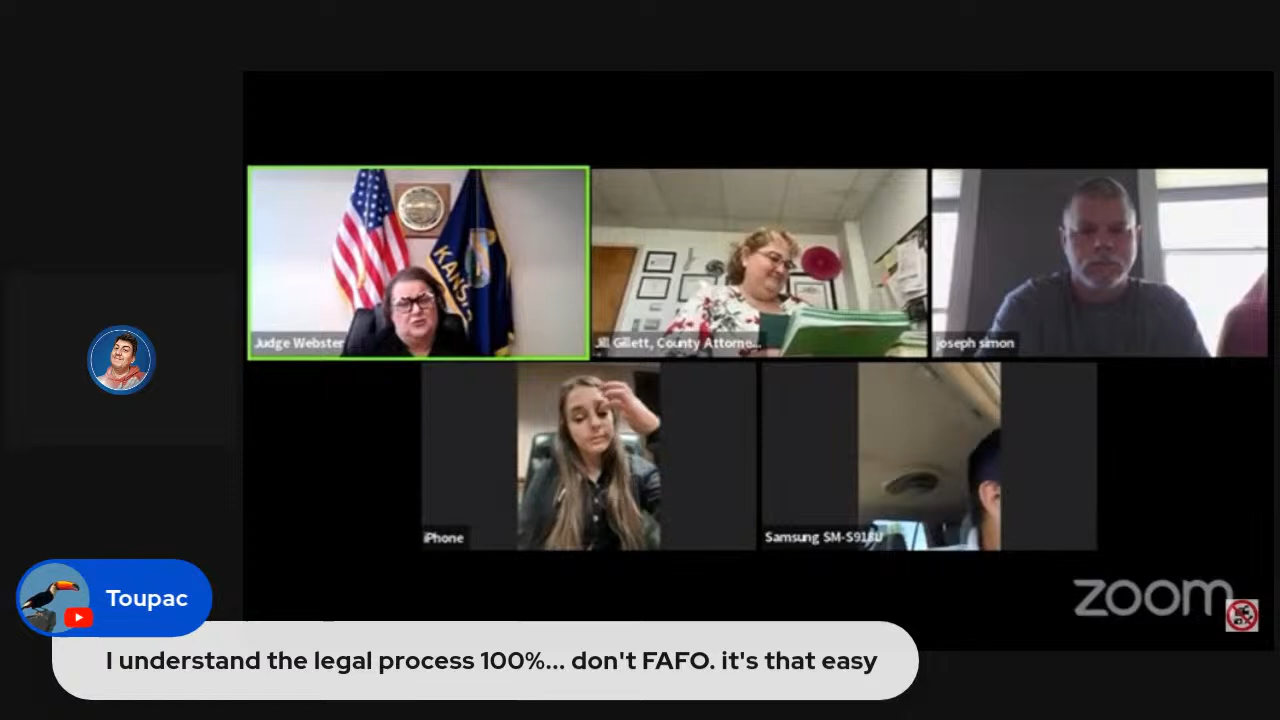 KANSAS
Judge Webster
Jill Gillett, County Attorne...
joseph simon
iPhone
Samsung SM-S918U
zoom
Toupac
I understand the legal process 100%... don't FAFO. it's that easy